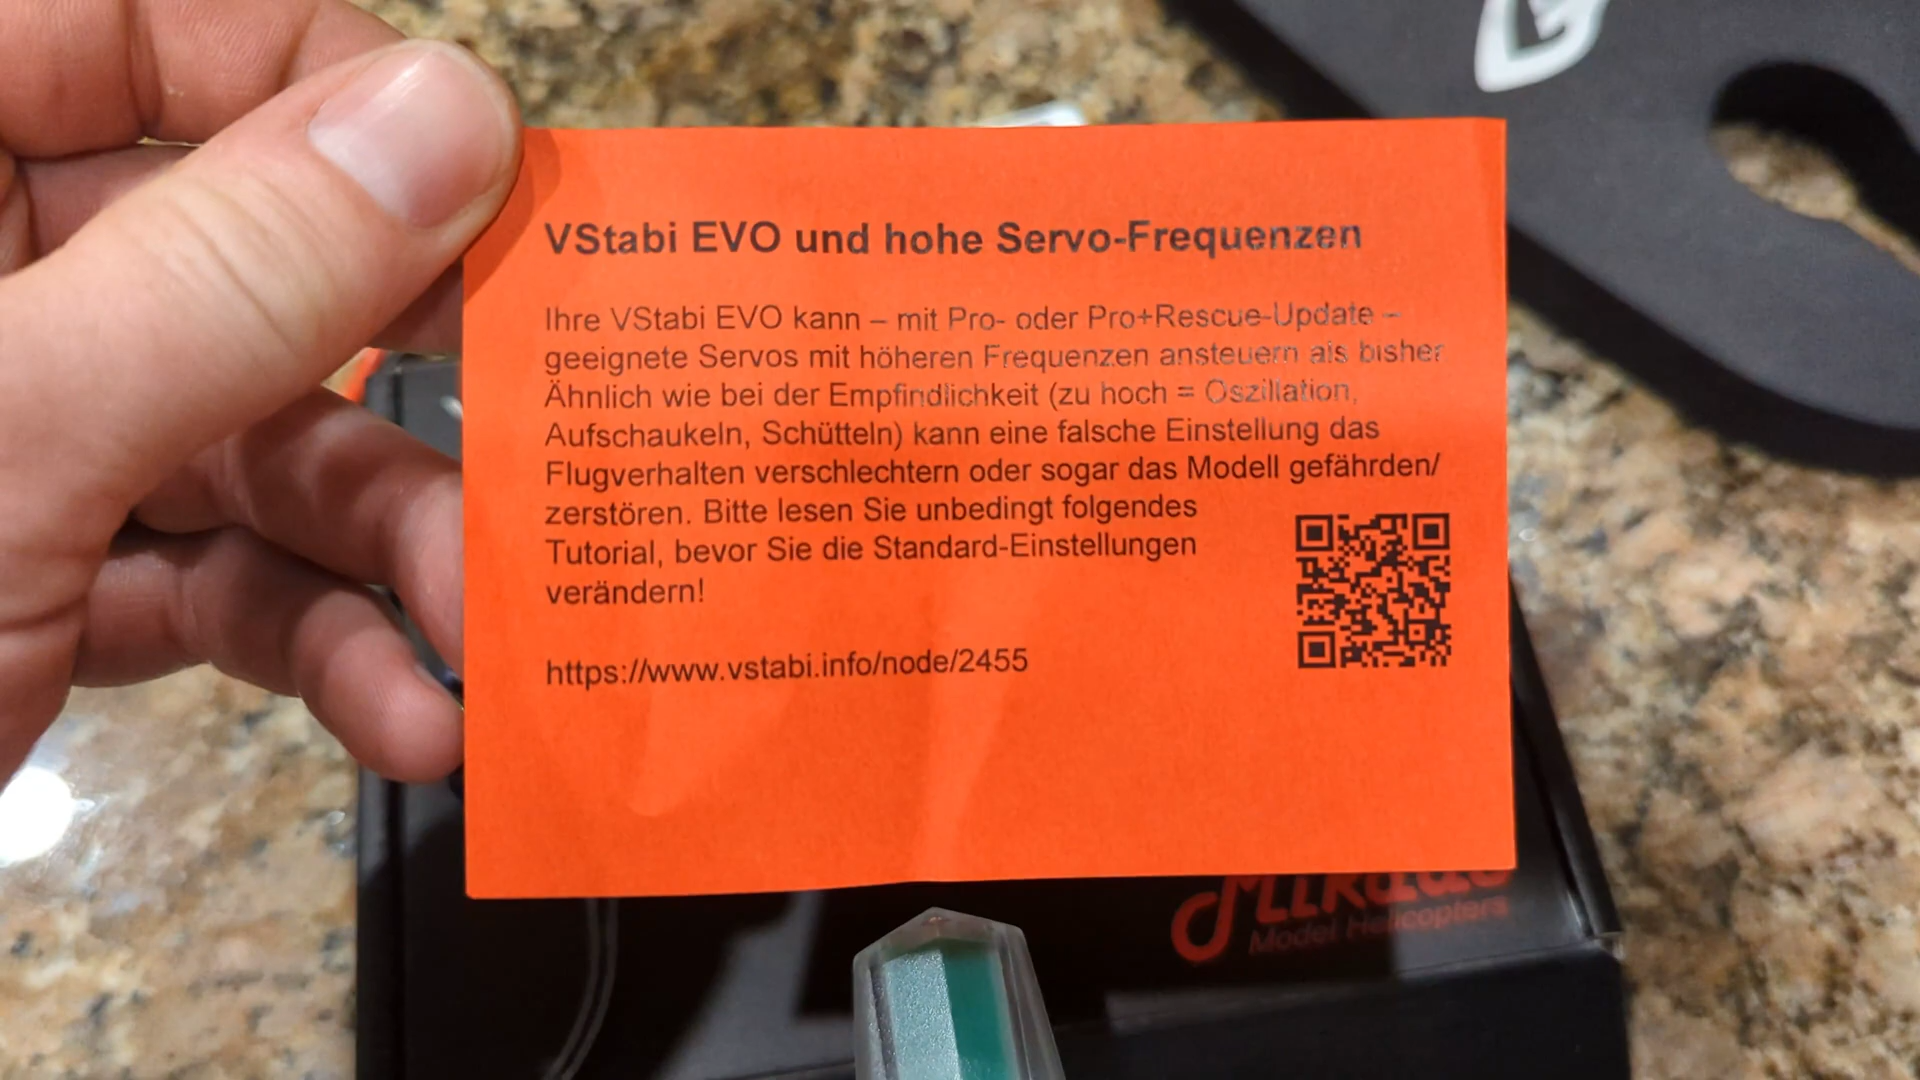 VStabi EVO und hohe Servo-Frequenzen
Ihre VStabi EVO kann – mit Pro- oder Pro+Rescue-Update –
geeignete Servos mit höheren Frequenzen ansteuern als bisher
Ähnlich wie bei der Empfindlichkeit (zu hoch = Oszillation,
Aufschaukeln, Schütteln) kann eine falsche Einstellung das
Flugverhalten verschlechtern oder sogar das Modell gefährden/
zerstören. Bitte lesen Sie unbedingt folgendes
Tutorial, bevor Sie die Standard-Einstellungen
verändern!
https://www.vstabi.info/node/2455
Mikado
Model Helicopters